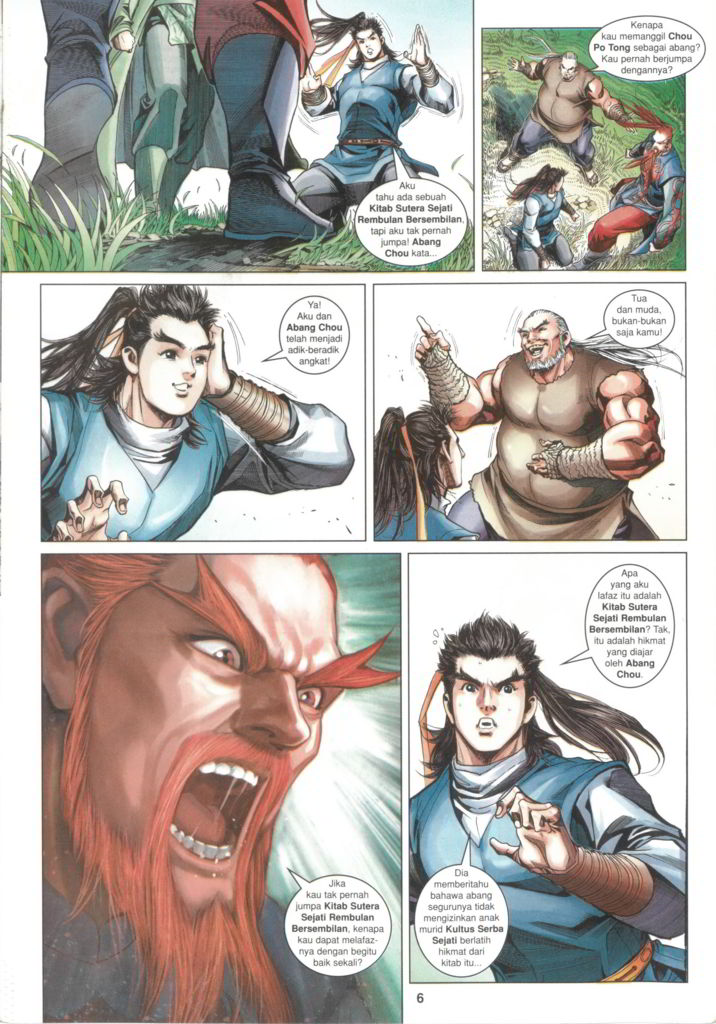 Aku
tahu ada sebuah
Kitab Sutera Sejati
Rembulan Bersembilan,
tapi aku tak pernah
jumpa! Abang
Chou kata...
Kenapa
kau memanggil Chou
Po Tong sebagai abang?
Kau pernah berjumpa
dengannya?
Ya!
Aku dan
Abang Chou
telah menjadi
adik-beradik
angkat!
Tua
dan muda,
bukan-bukan
saja kamu!
Jika
kau tak pernah
jumpa Kitab Sutera
Sejati Rembulan
Bersembilan, kenapa
kau dapat melafaz-
nya dengan begitu
baik sekali?
Apa
yang aku
lafaz itu adalah
Kitab Sutera
Sejati Rembulan
Bersembilan? Tak,
itu adalah hikmat
yang diajar
oleh Abang
Chou.
Dia
memberitahu
bahawa abang
segurunya tidak
mengizinkan anak
murid Kultus Serba
Sejati berlatih
hikmat dari
kitab itu...
6